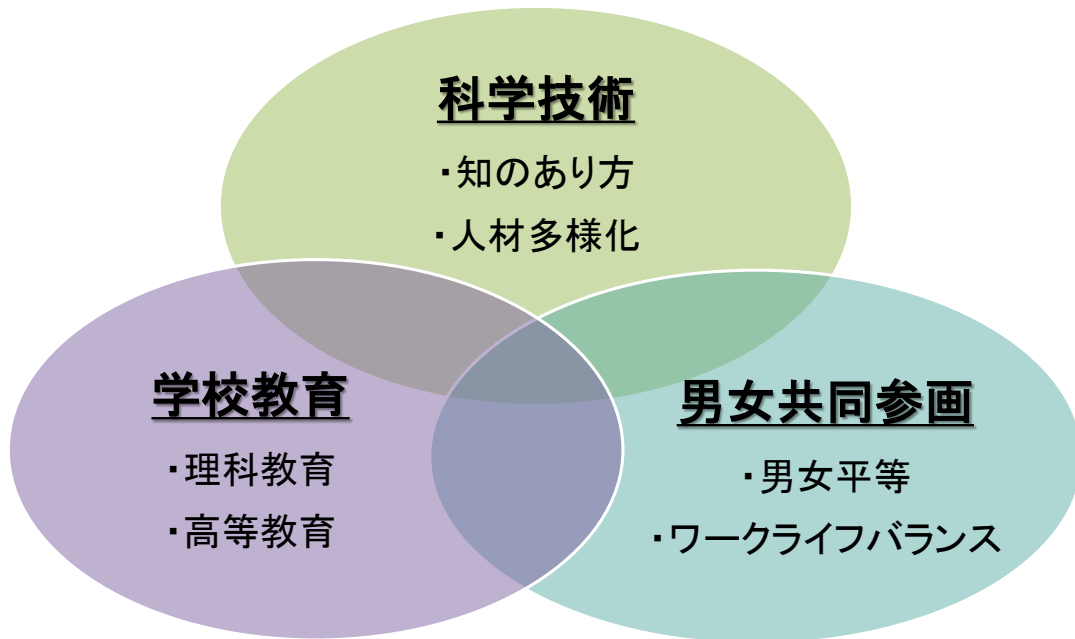 科学技術
・知のあり方
・人材多様化
学校教育
・理科教育
・高等教育
男女共同参画
・男女平等
・ワークライフバランス